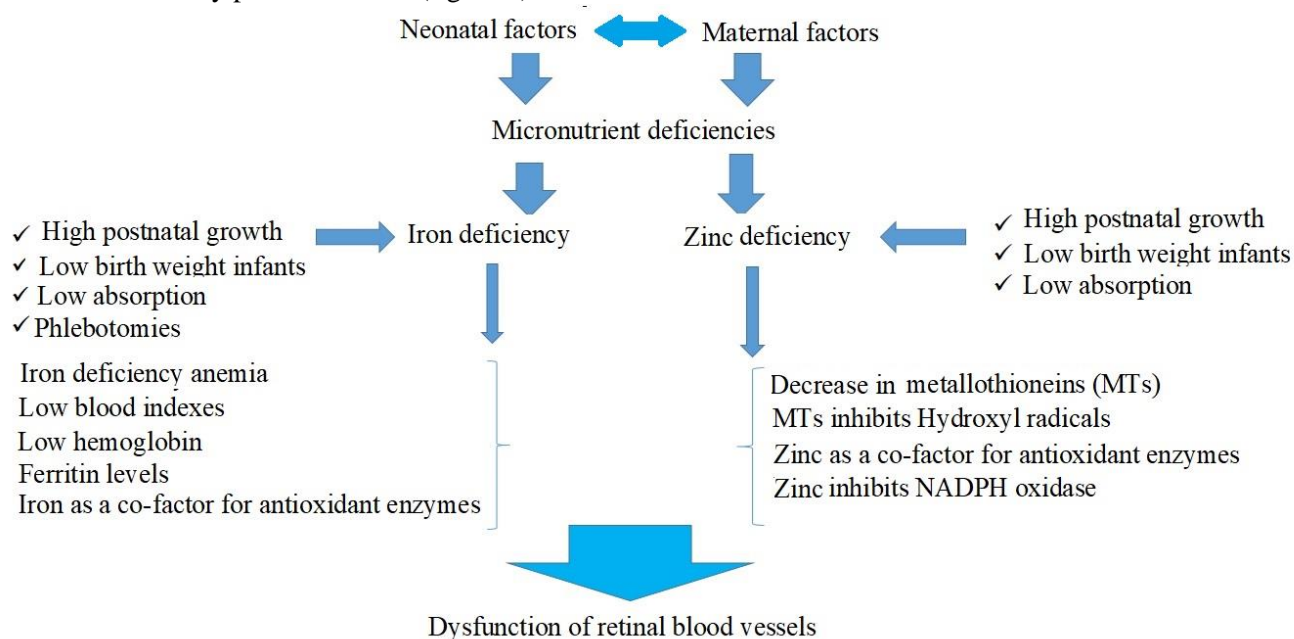 Neonatal factors
Maternal factors
Micronutrient deficiencies
✓ High postnatal growth
✓ Low birth weight infants
✓ Low absorption
✓ Phlebotomies
Iron deficiency
Zinc deficiency
✓ High postnatal growth
✓ Low birth weight infants
✓ Low absorption
Iron deficiency anemia
Low blood indexes
Low hemoglobin
Ferritin levels
Iron as a co-factor for antioxidant enzymes
Decrease in metallothioneins (MTs)
MTs inhibits Hydroxyl radicals
Zinc as a co-factor for antioxidant enzymes
Zinc inhibits NADPH oxidase
Dysfunction of retinal blood vessels